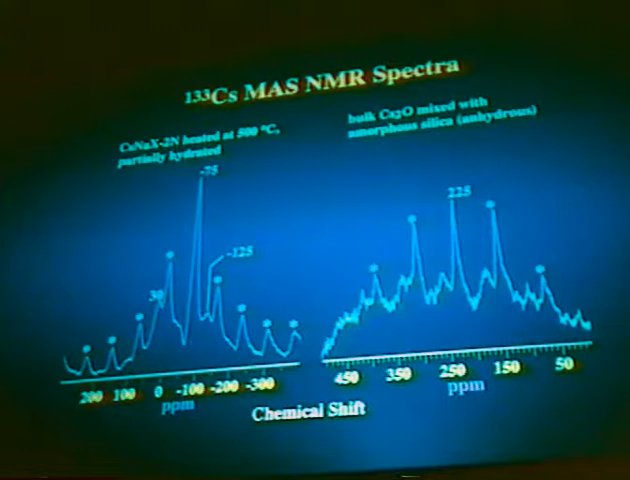 ¹³³Cs MAS NMR Spectra
CsNaX-2N heated at 500 °C,
partially hydrated
bulk Cs₂O mixed with
amorphous silica (anhydrous)
-75
225
-125
30
* * * * * * * *
* * * *
200 100 0 -100 -200 -300
ppm
450 350 250 150 50
ppm
Chemical Shift